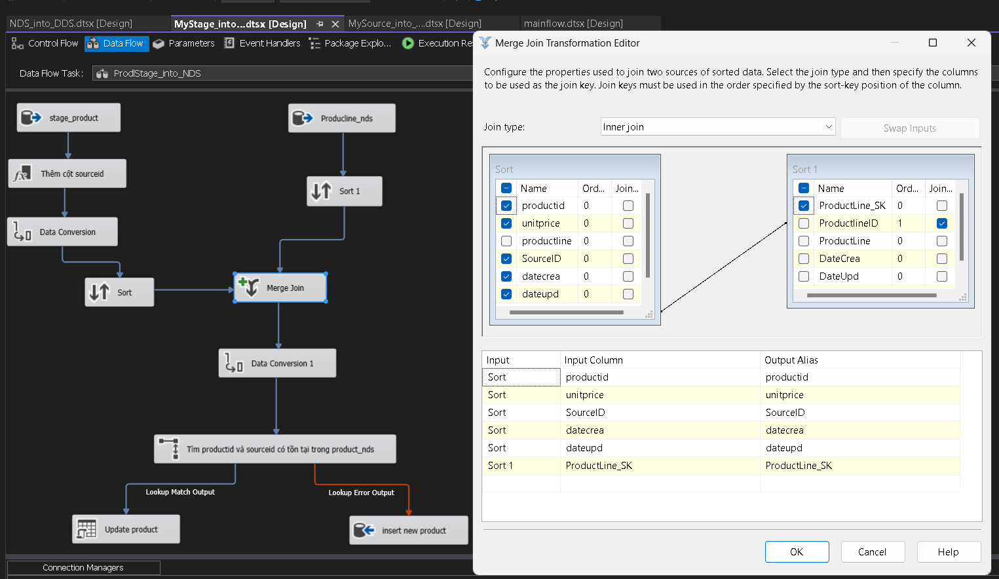 NDS_into_DDS.dtsx [Design]
MyStage_into...dtsx [Design]
MySource_into_....dtsx [Design]
mainflow.dtsx [Design]
Control Flow
Data Flow
Parameters
Event Handlers
Package Explo...
Execution Res
Data Flow Task:
ProdlStage_into_NDS
stage_product
Producline_nds
Thêm cột sourceid
Sort 1
Data Conversion
Sort
Merge Join
Data Conversion 1
Tìm productid và sourceid có tồn tại trong product_nds
Lookup Match Output
Lookup Error Output
Update product
insert new product
Connection Managers
Merge Join Transformation Editor
Configure the properties used to join two sources of sorted data. Select the join type and then specify the columns
to be used as the join key. Join keys must be used in the order specified by the sort-key position of the column.
Join type:
Inner join
Swap Inputs
Sort
Name Ord... Join...
productid 0
unitprice 0
productline 0
SourceID 0
datecrea 0
dateupd 0
Sort 1
Name Ord... Join...
ProductLine_SK 0
ProductlineID 1
ProductLine 0
DateCrea 0
DateUpd 0
Input Input Column Output Alias
Sort productid productid
Sort unitprice unitprice
Sort SourceID SourceID
Sort datecrea datecrea
Sort dateupd dateupd
Sort 1 ProductLine_SK ProductLine_SK
OK
Cancel
Help